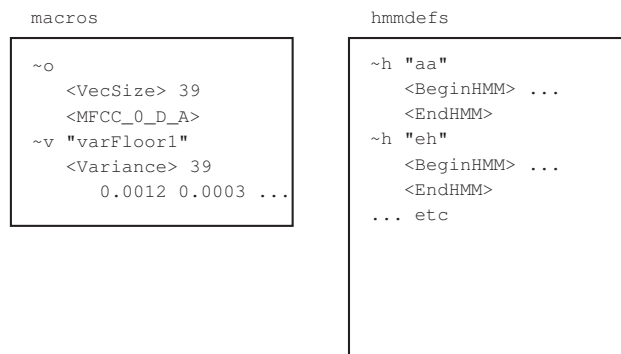 macros
~o
<VecSize> 39
<MFCC_0_D_A>
~v "varFloor1"
<Variance> 39
0.0012 0.0003 ...
hmmdefs
~h "aa"
<BeginHMM> ...
<EndHMM>
~h "eh"
<BeginHMM> ...
<EndHMM>
... etc